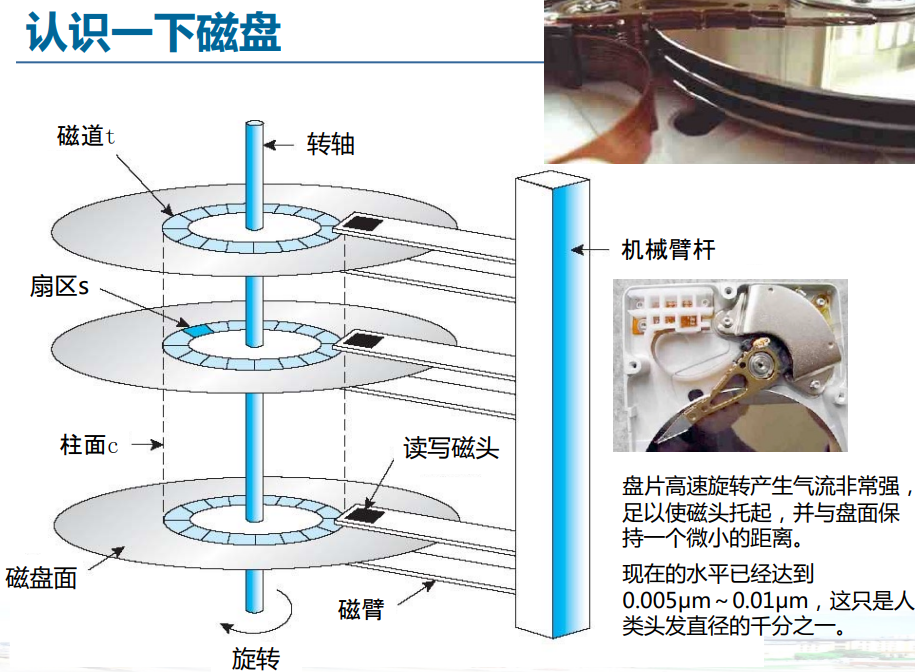 认识一下磁盘
磁道t
转轴
机械臂杆
扇区s
柱面c
读写磁头
盘片高速旋转产生气流非常强，
足以使磁头托起，并与盘面保
持一个微小的距离。
磁盘面
现在的水平已经达到
0.005μm～0.01μm，这只是人
类头发直径的千分之一。
磁臂
旋转